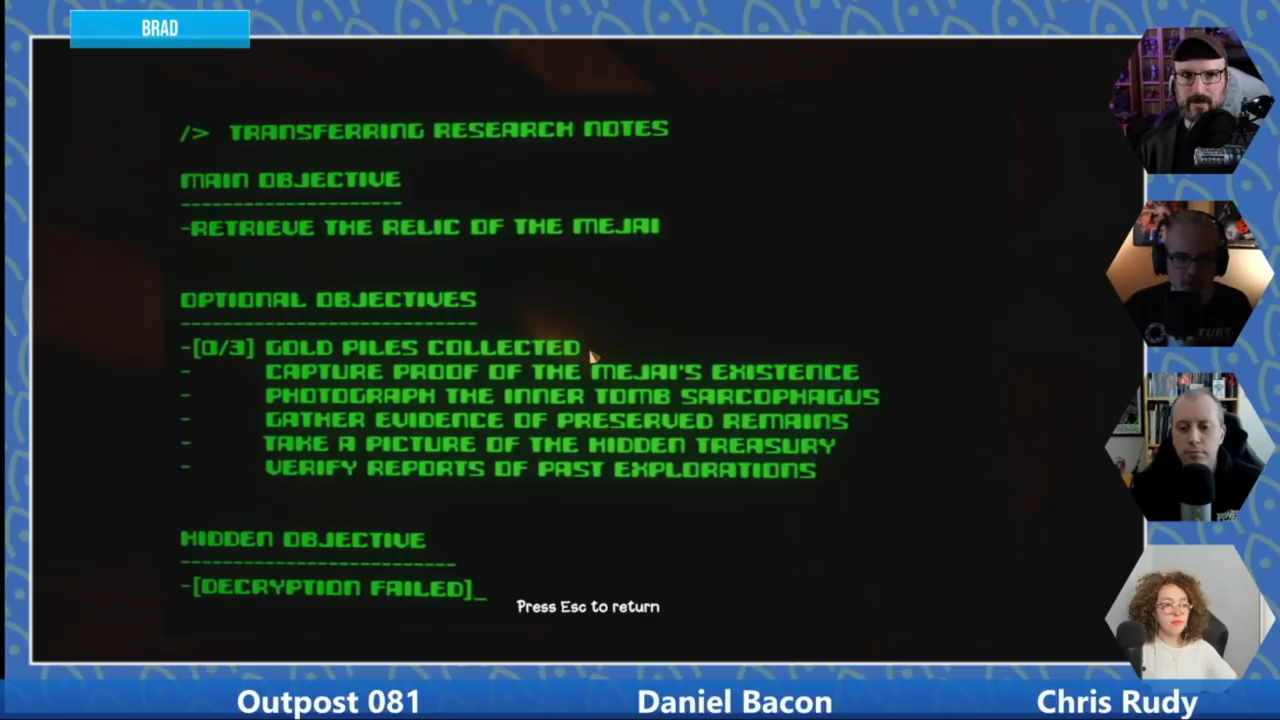 BRAD
/> TRANSFERRING RESEARCH NOTES
MAIN OBJECTIVE
--------------------
-RETRIEVE THE RELIC OF THE MEJAI
OPTIONAL OBJECTIVES
---------------------------
-[0/3] GOLD PILES COLLECTED
- CAPTURE PROOF OF THE MEJAI'S EXISTENCE
- PHOTOGRAPH THE INNER TOMB SARCOPHAGUS
- GATHER EVIDENCE OF PRESERVED REMAINS
- TAKE A PICTURE OF THE HIDDEN TREASURY
- VERIFY REPORTS OF PAST EXPLORATIONS
HIDDEN OBJECTIVE
-------------------------
-[DECRYPTION FAILED]_
Press Esc to return
Outpost 081 Daniel Bacon Chris Rudy